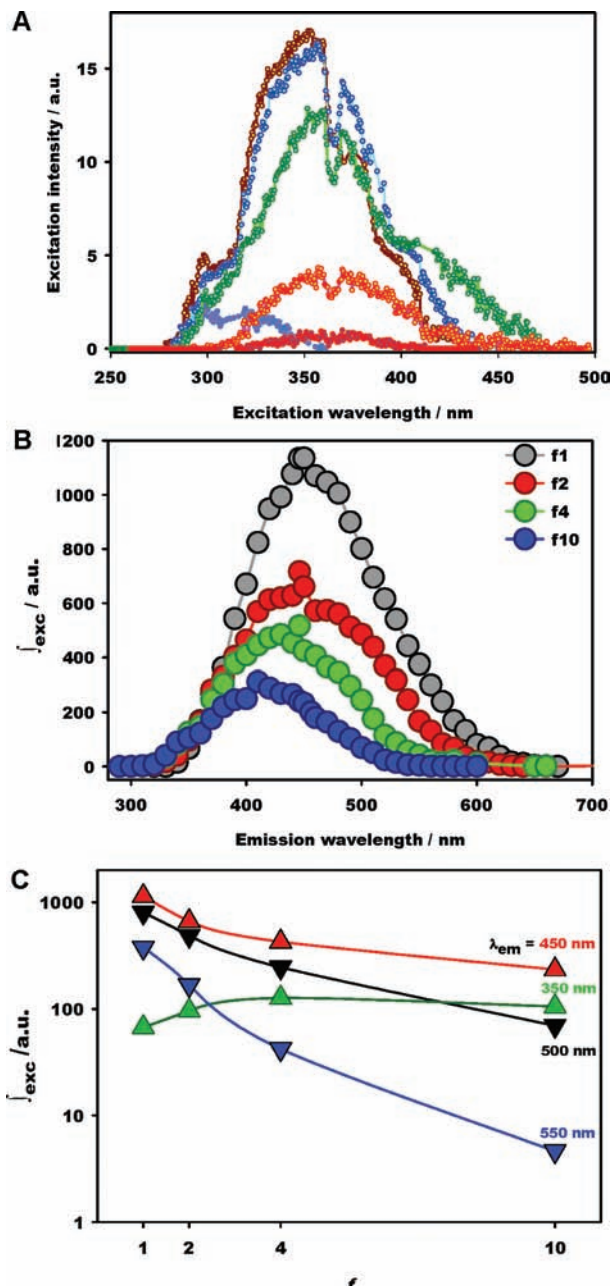 A
15
10
5
0
Excitation intensity / a.u.
250 300 350 400 450 500
Excitation wavelength / nm
B
1200
1000
800
600
400
200
0
∫exc / a.u.
f1
f2
f4
f10
300 400 500 600 700
Emission wavelength / nm
C
1000
100
10
1
∫exc /a.u.
λem = 450 nm
350 nm
500 nm
550 nm
1 2 4 10